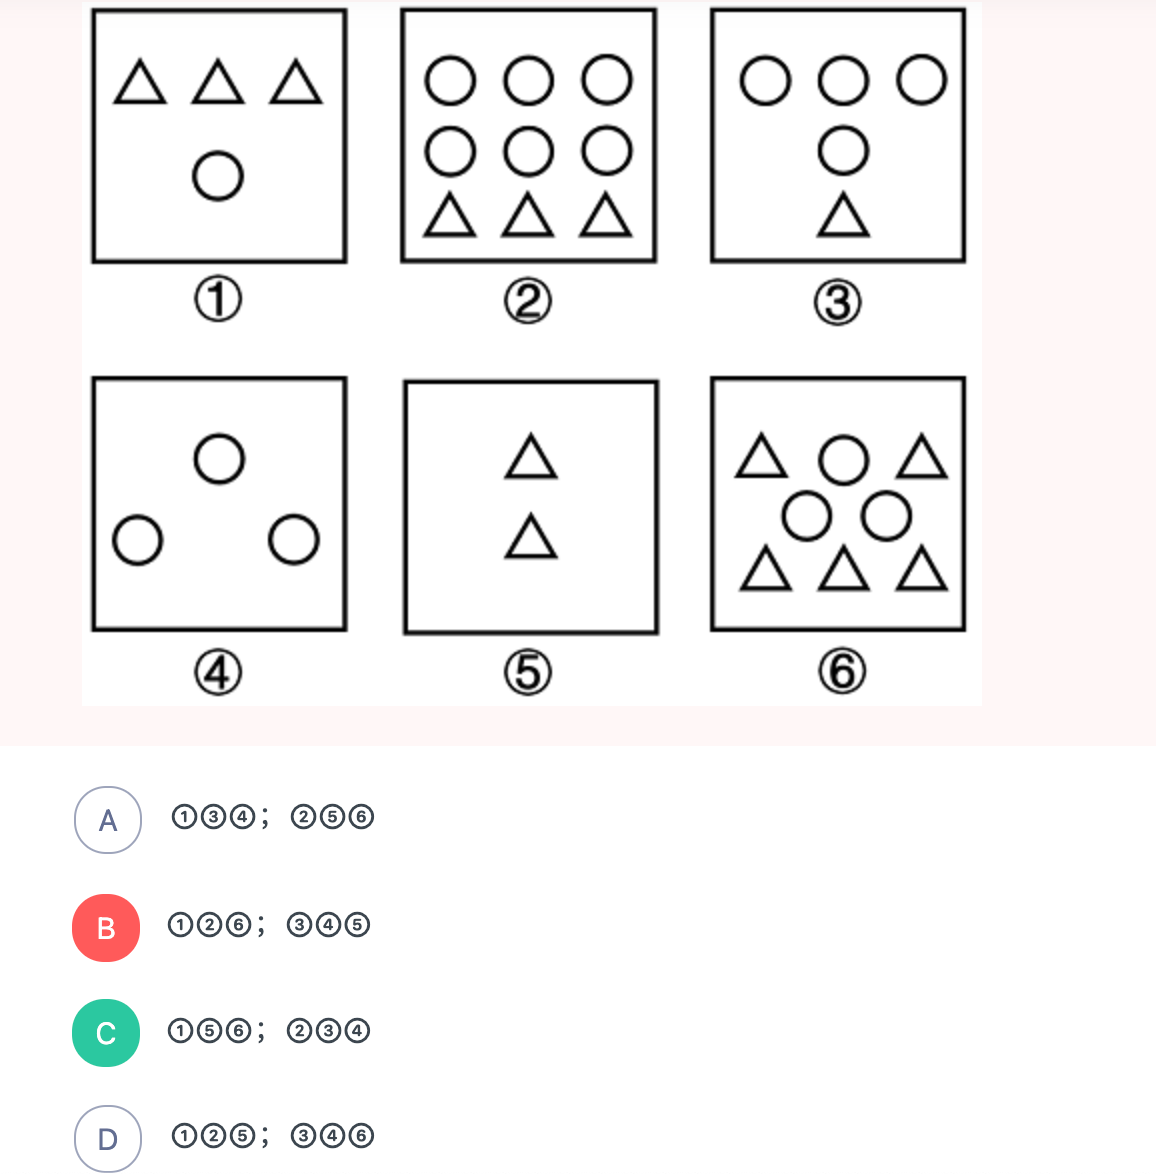 ① ② ③
④ ⑤ ⑥
A ①③④； ②⑤⑥
B ①②⑥； ③④⑤
C ①⑤⑥； ②③④
D ①②⑤； ③④⑥